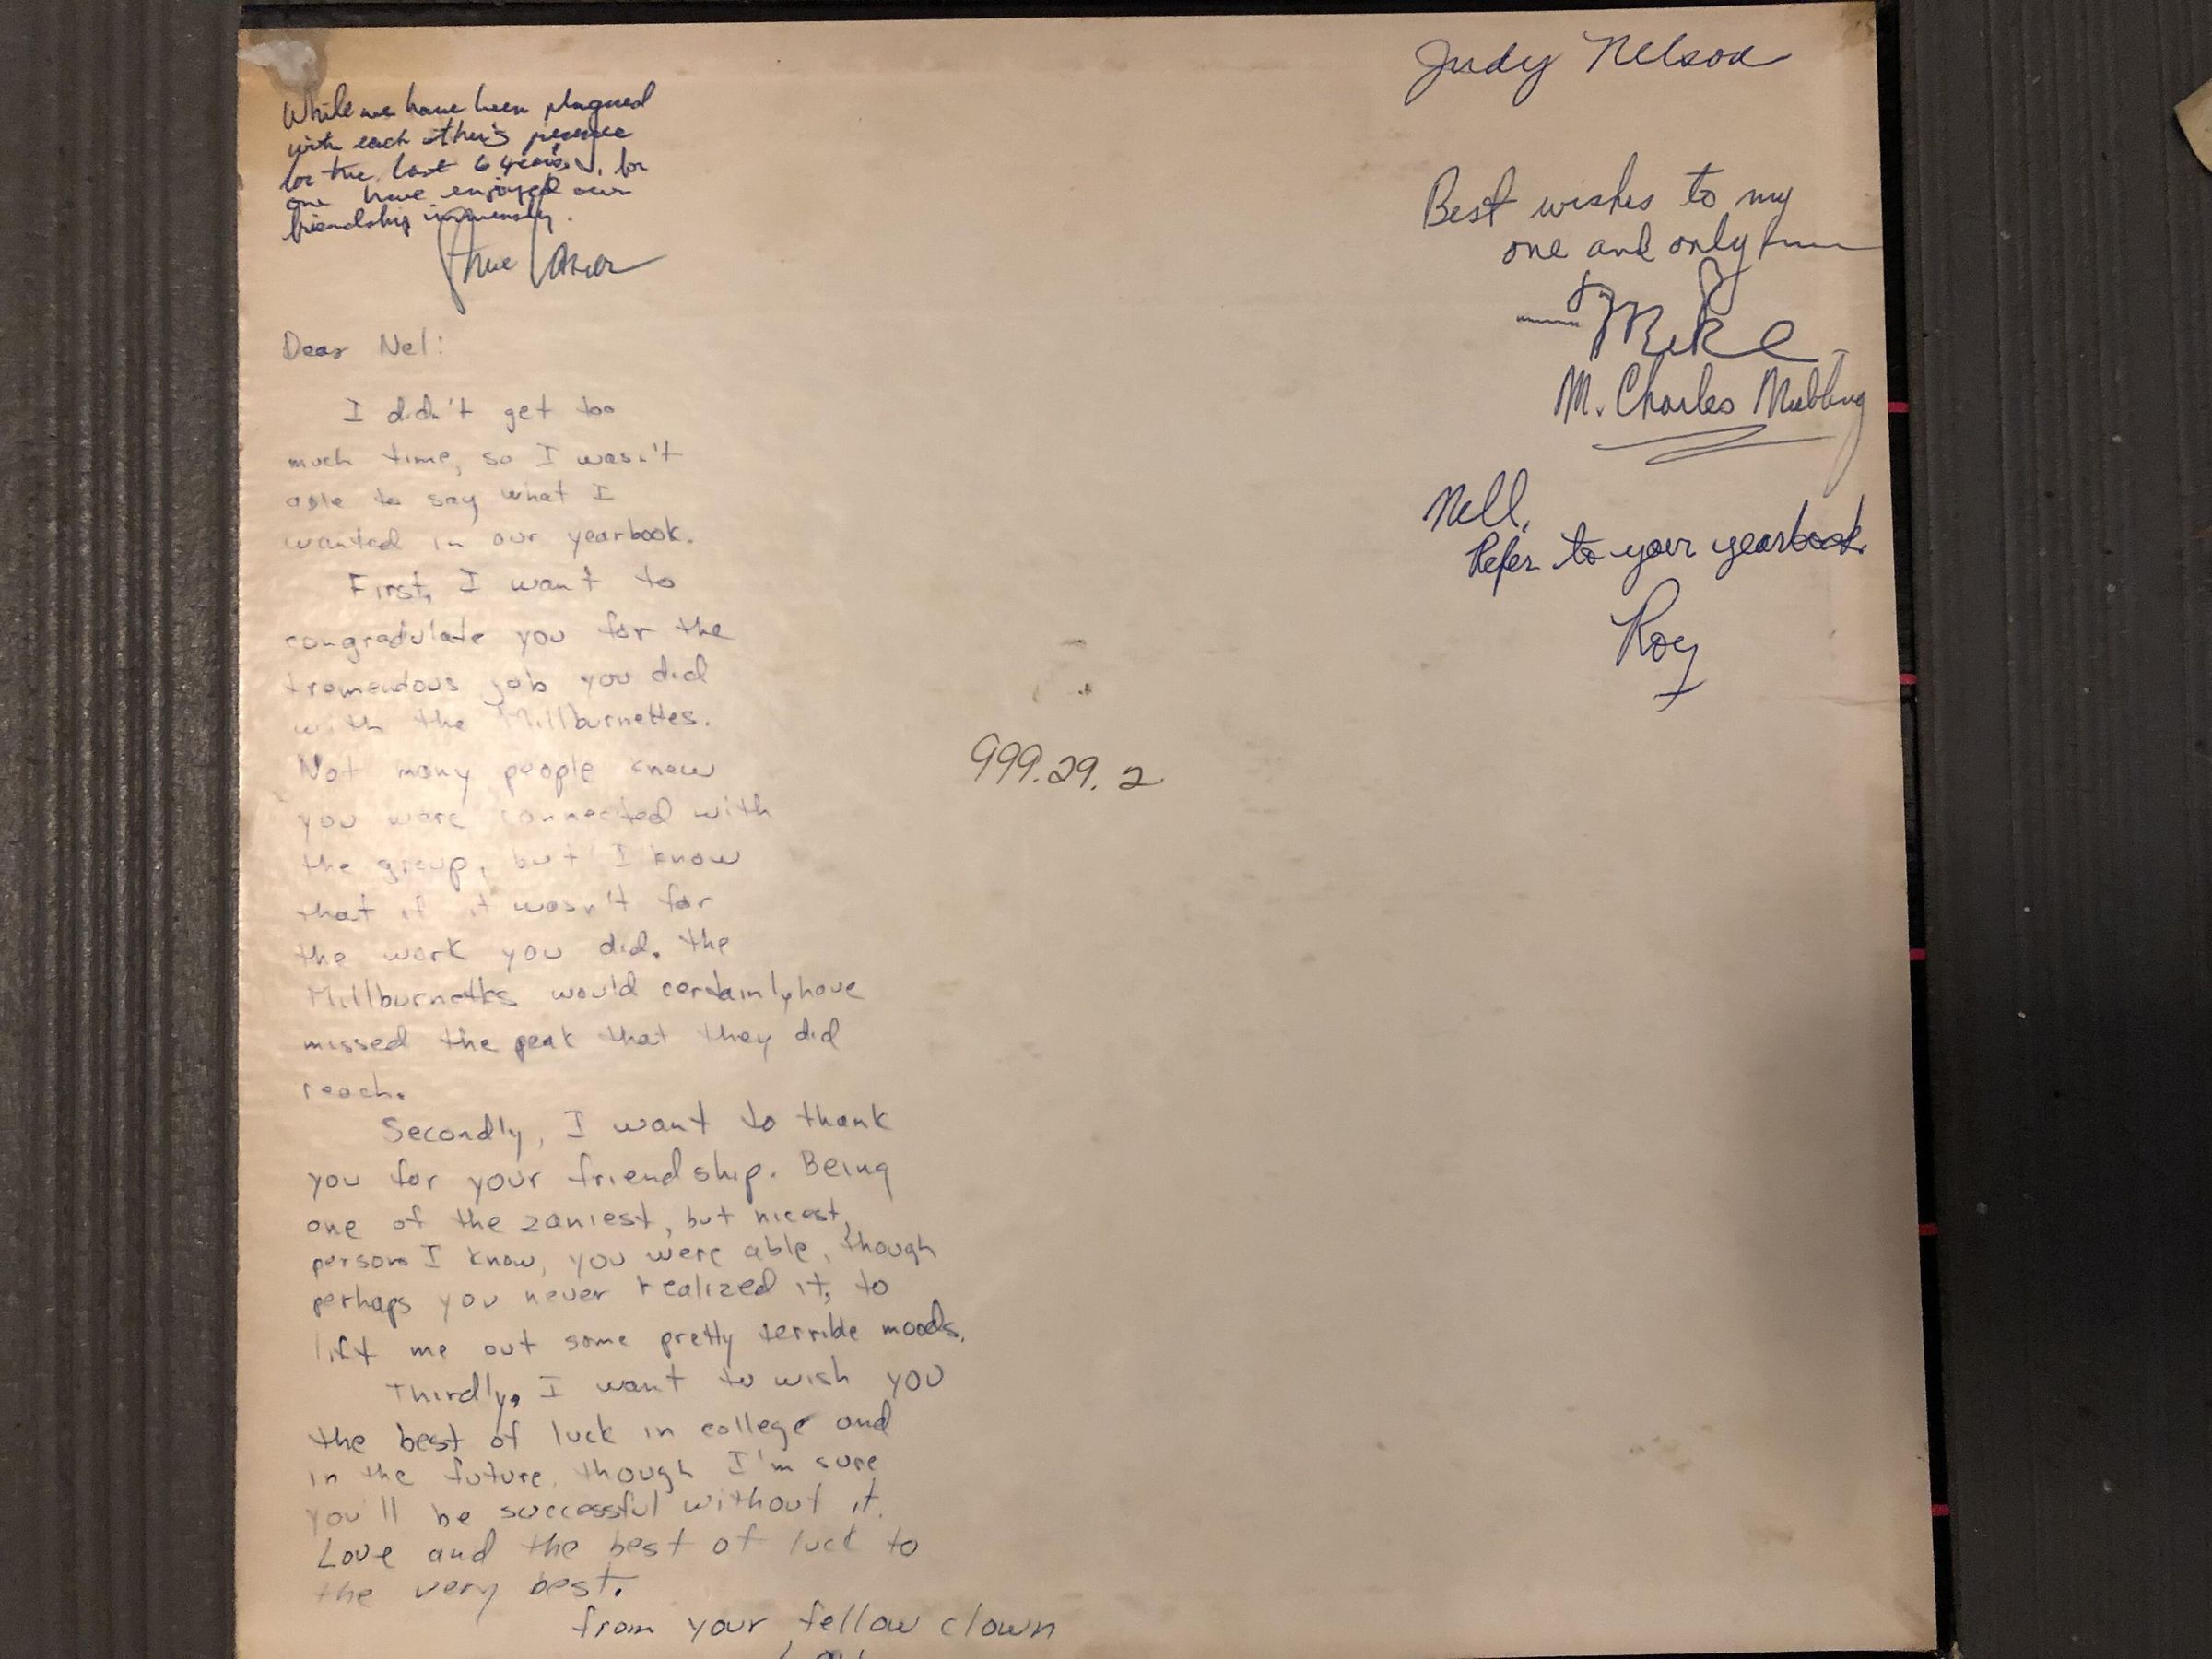 While we have been plagued
with each other's presence
for the last 6 years, I, for
one have enjoyed our
friendship immensely.
Dear Nel:
I didn't get too
much time, so I wasn't
able to say what I
wanted in our yearbook.
First, I want to
congradulate you for the
tremendous job you did
with the Millburnettes.
Not many people know
you were connected with
the group, but I know
that if it wasn't for
the work you did. the
Millburnettes would certainly have
missed the peak that they did
reach.
Secondly, I want to thank
you for your friendship. Being
one of the zaniest, but nicest,
persons I know, you were able, though
perhaps you never realized it, to
lift me out some pretty terrible moods.
Thirdly, I want to wish you
the best of luck in college and
in the future, though I'm sure
you'll be successful without it.
Love and the best of luck to
the very best.
from your fellow clown
999.29.2
Judy Nelson
Best wishes to my
one and only
Mike
M. Charles
Nell,
Refer to your yearbook.
Roy